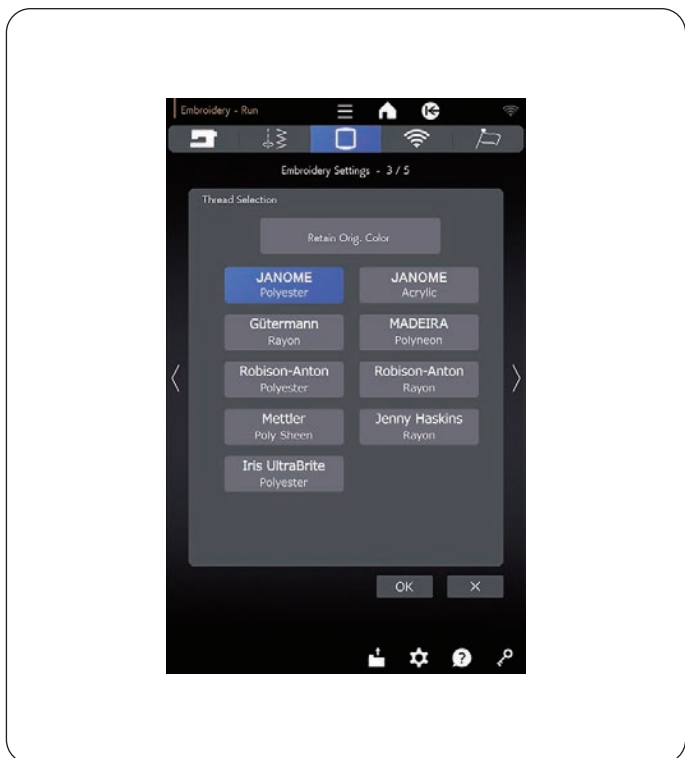 Embroidery - Run
Embroidery Settings - 3 / 5
Thread Selection
Retain Orig. Color
JANOME
Polyester
JANOME
Acrylic
Gütermann
Rayon
MADEIRA
Polyneon
Robison-Anton
Polyester
Robison-Anton
Rayon
Mettler
Poly Sheen
Jenny Haskins
Rayon
Iris UltraBrite
Polyester
OK